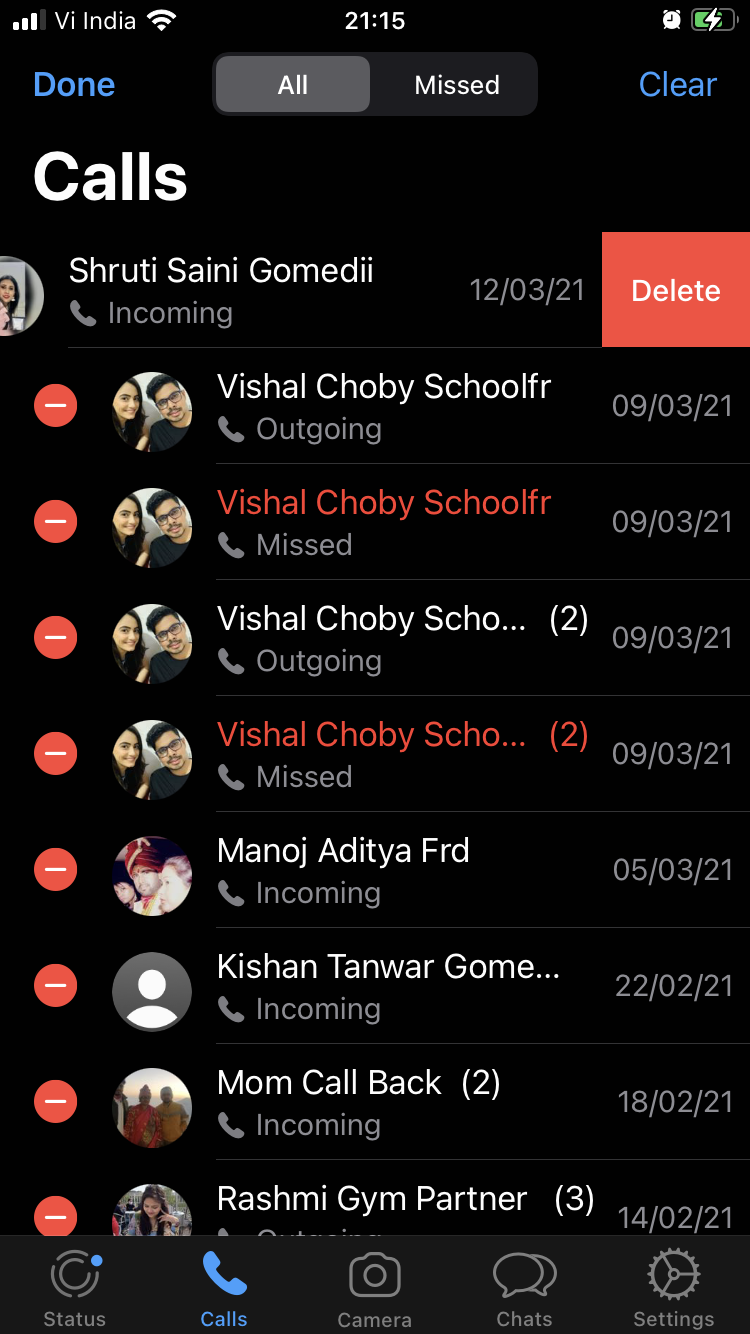 Vi India
21:15
Done
All
Missed
Clear
Calls
Shruti Saini Gomedii
Incoming
12/03/21
Delete
Vishal Choby Schoolfr
Outgoing
09/03/21
Vishal Choby Schoolfr
Missed
09/03/21
Vishal Choby Scho... (2)
Outgoing
09/03/21
Vishal Choby Scho... (2)
Missed
09/03/21
Manoj Aditya Frd
Incoming
05/03/21
Kishan Tanwar Gome...
Incoming
22/02/21
Mom Call Back (2)
Incoming
18/02/21
Rashmi Gym Partner (3)
Outgoing
14/02/21
Status
Calls
Camera
Chats
Settings